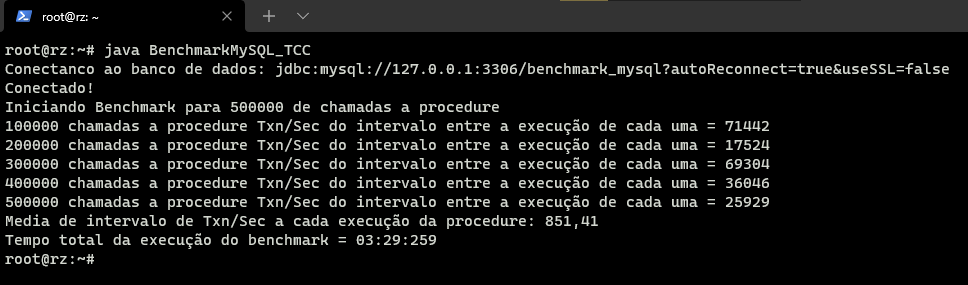 root@rz: ~
root@rz:~# java BenchmarkMySQL_TCC
Conectanco ao banco de dados: jdbc:mysql://127.0.0.1:3306/benchmark_mysql?autoReconnect=true&useSSL=false
Conectado!
Iniciando Benchmark para 500000 de chamadas a procedure
100000 chamadas a procedure Txn/Sec do intervalo entre a execução de cada uma = 71442
200000 chamadas a procedure Txn/Sec do intervalo entre a execução de cada uma = 17524
300000 chamadas a procedure Txn/Sec do intervalo entre a execução de cada uma = 69304
400000 chamadas a procedure Txn/Sec do intervalo entre a execução de cada uma = 36046
500000 chamadas a procedure Txn/Sec do intervalo entre a execução de cada uma = 25929
Media de intervalo de Txn/Sec a cada execução da procedure: 851,41
Tempo total da execução do benchmark = 03:29:259
root@rz:~#